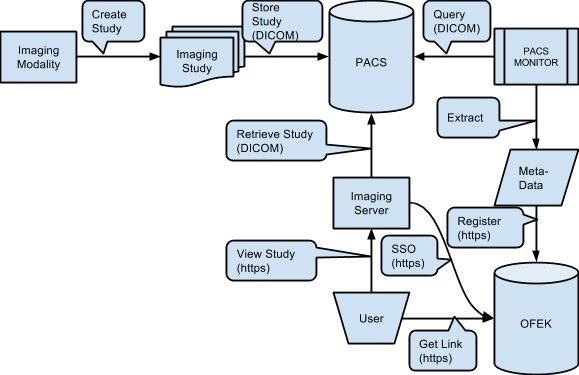 Create
Study
Store
Study
(DICOM)
Query
(DICOM)
Imaging
Modality
Imaging
Study
PACS
PACS
MONITOR
Extract
Retrieve Study
(DICOM)
Meta-
Data
Imaging
Server
Register
(https)
View Study
(https)
SSO
(https)
User
Get Link
(https)
OFEK